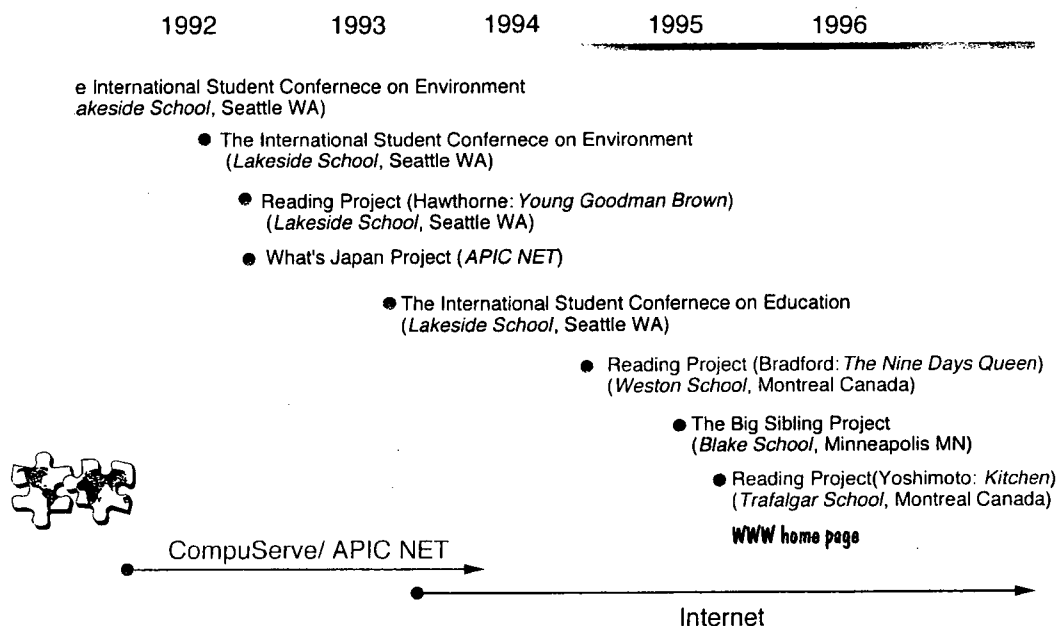 1992 1993 1994 1995 1996
e International Student Confernece on Environment
akeside School, Seattle WA)
The International Student Confernece on Environment
(Lakeside School, Seattle WA)
Reading Project (Hawthorne: Young Goodman Brown)
(Lakeside School, Seattle WA)
What's Japan Project (APIC NET)
The International Student Confernece on Education
(Lakeside School, Seattle WA)
Reading Project (Bradford: The Nine Days Queen)
(Weston School, Montreal Canada)
The Big Sibling Project
(Blake School, Minneapolis MN)
Reading Project(Yoshimoto: Kitchen)
(Trafalgar School, Montreal Canada)
WWW home page
CompuServe/ APIC NET
Internet